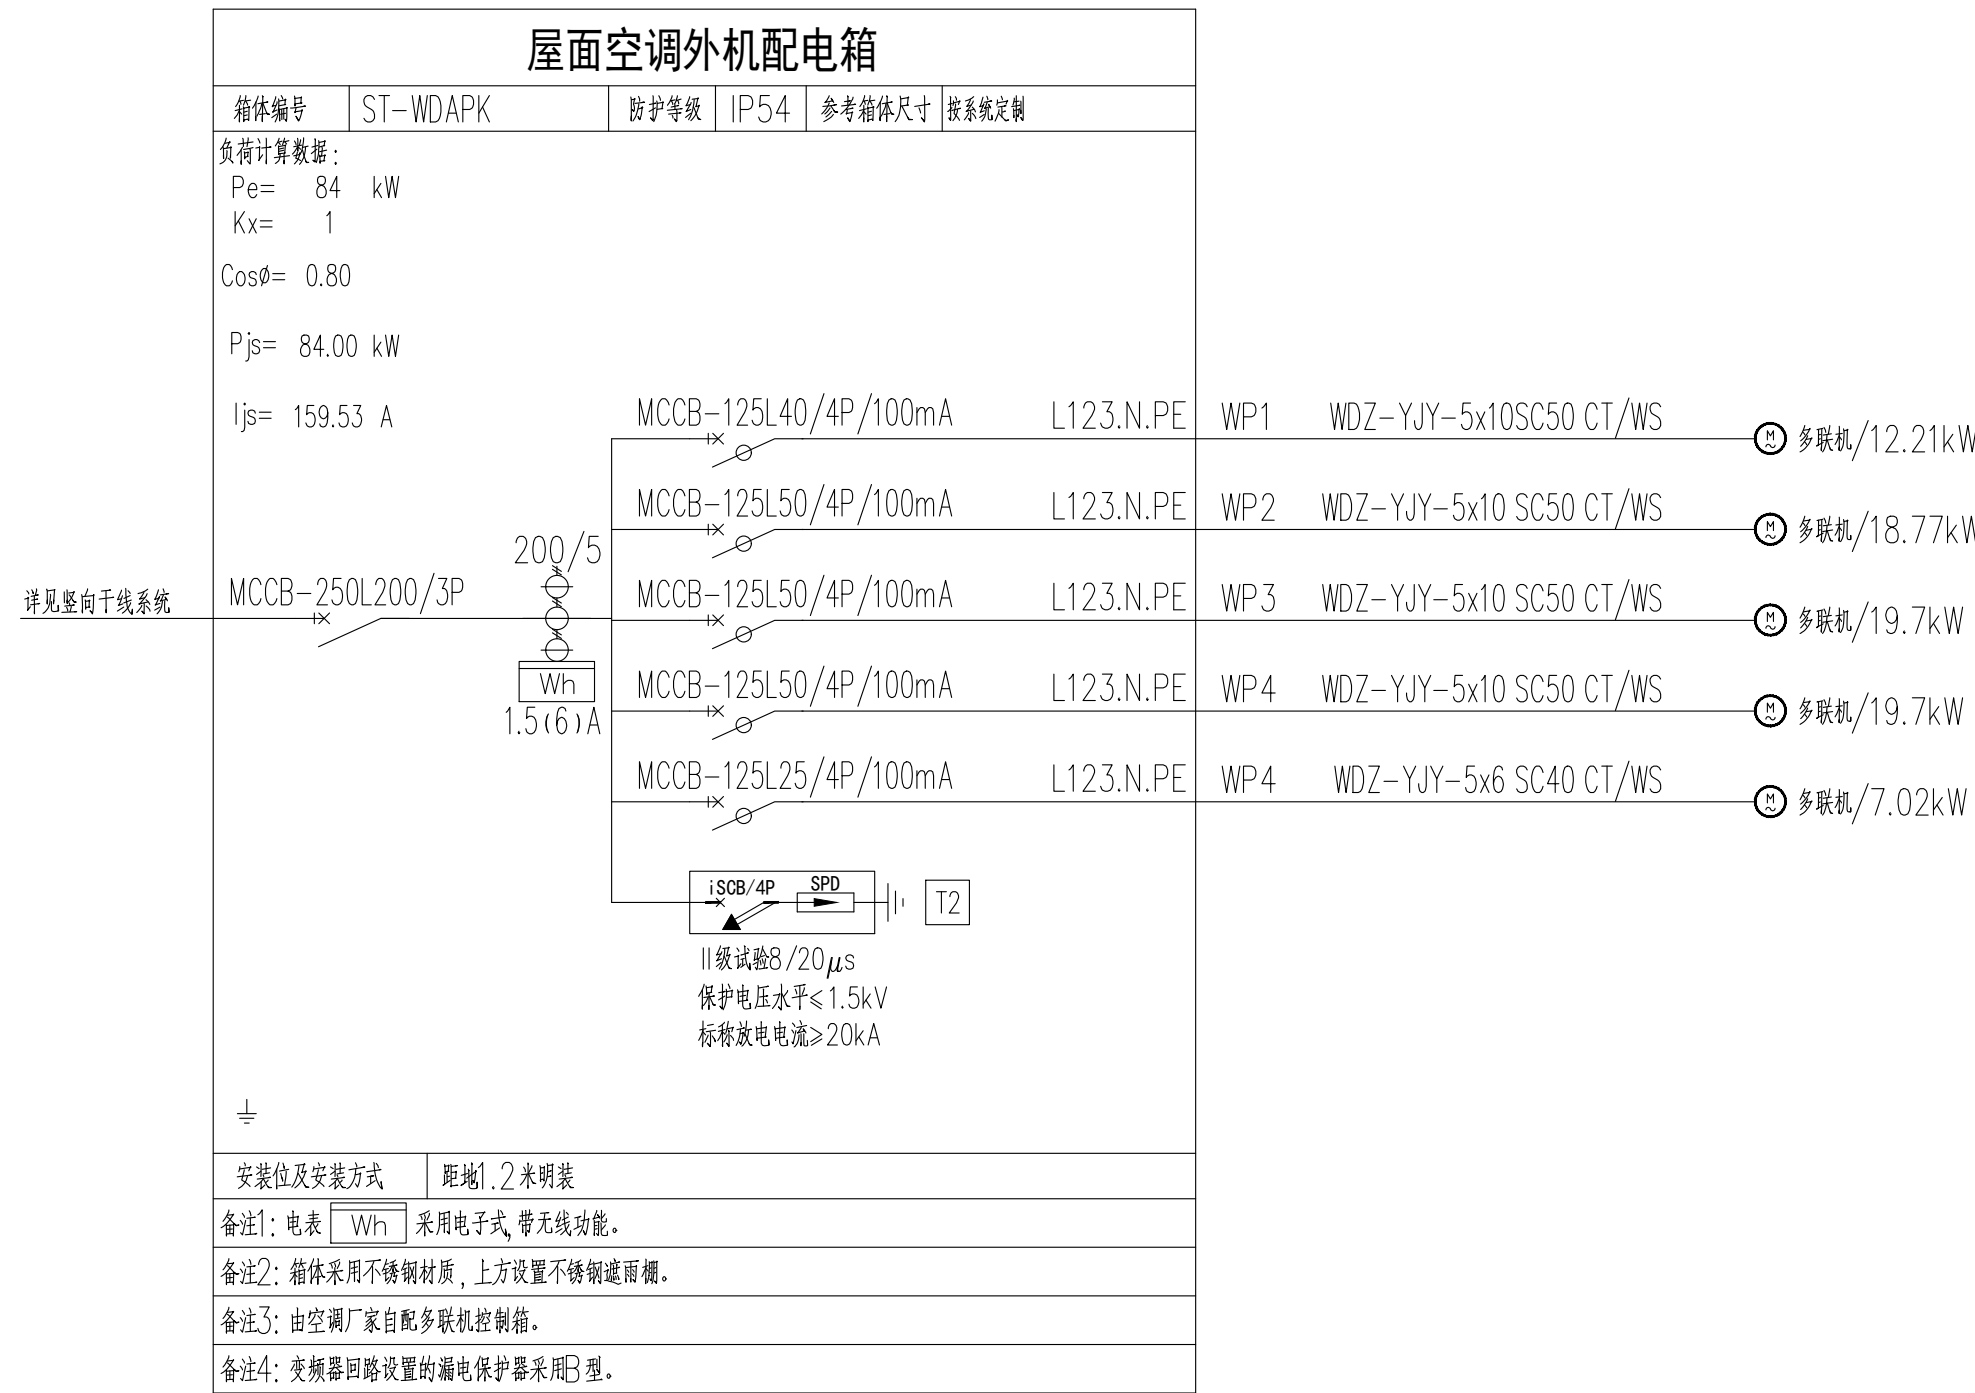 屋面空调外机配电箱
箱体编号 ST-WDAPK 防护等级 IP54 参考箱体尺寸 按系统定制
负荷计算数据:
Pe= 84 kW
Kx= 1
Cosø= 0.80
Pjs= 84.00 kW
Ijs= 159.53 A
MCCB-125L40/4P/100mA L123.N.PE WP1 WDZ-YJY-5x10SC50 CT/WS
M ~ 多联机/12.21kW
MCCB-125L50/4P/100mA L123.N.PE WP2 WDZ-YJY-5x10 SC50 CT/WS
M ~ 多联机/18.77kW
200/5
详见竖向干线系统 MCCB-250L200/3P
MCCB-125L50/4P/100mA L123.N.PE WP3 WDZ-YJY-5x10 SC50 CT/WS
M ~ 多联机/19.7kW
Wh
1.5(6)A
MCCB-125L50/4P/100mA L123.N.PE WP4 WDZ-YJY-5x10 SC50 CT/WS
M ~ 多联机/19.7kW
MCCB-125L25/4P/100mA L123.N.PE WP4 WDZ-YJY-5x6 SC40 CT/WS
M ~ 多联机/7.02kW
iSCB/4P SPD T2
II级试验8/20μs
保护电压水平≤1.5kV
标称放电电流≥20kA
安装位及安装方式 距地1.2米明装
备注1: 电表 Wh 采用电子式,带无线功能。
备注2: 箱体采用不锈钢材质,上方设置不锈钢遮雨棚。
备注3: 由空调厂家自配多联机控制箱。
备注4: 变频器回路设置的漏电保护器采用B型。